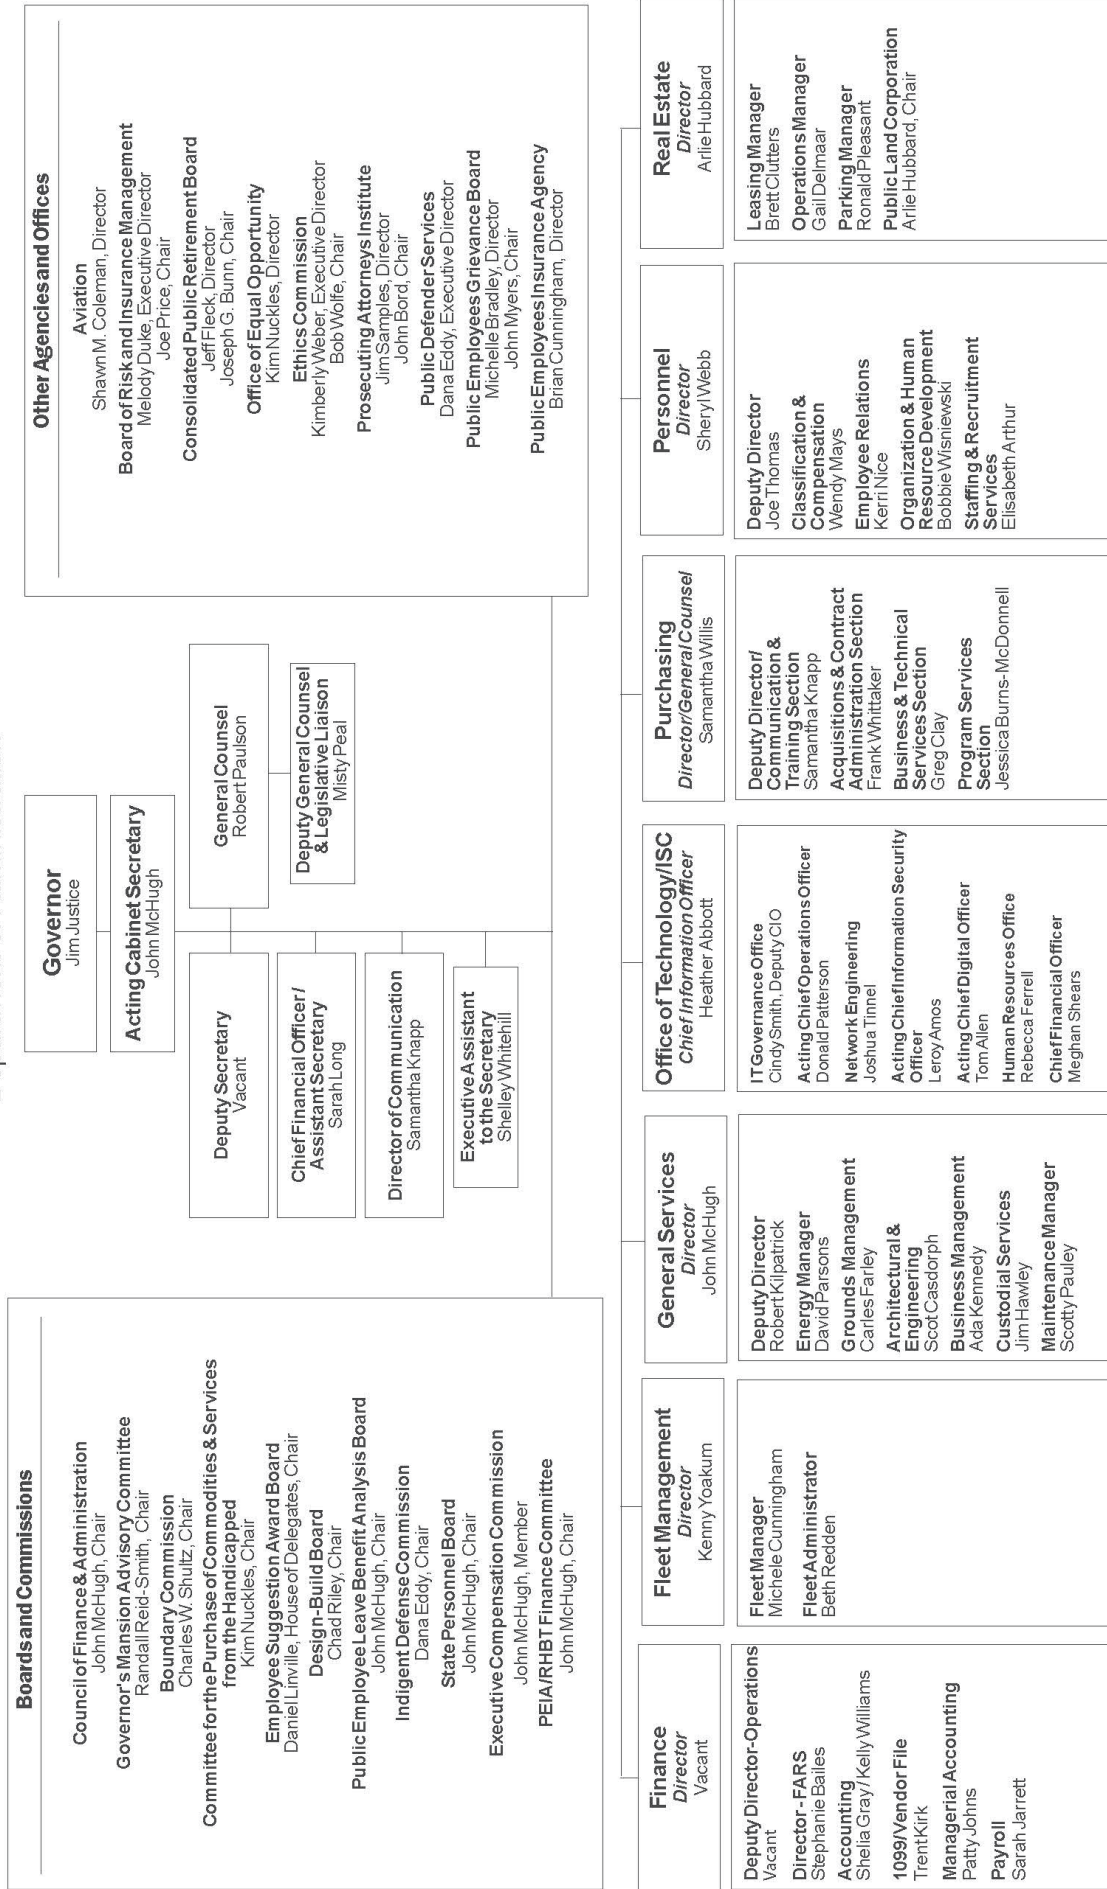 Governor
Jim Justice
Acting Cabinet Secretary
John McHugh
Deputy Secretary
Vacant
General Counsel
Robert Paulson
Chief Financial Officer /
Assistant Secretary
Sarah Long
Deputy General Counsel
& Legislative Liaison
Misty Peal
Director of Communication
Samantha Knapp
Executive Assistant
to the Secretary
Shelley Whitehill
Boards and Commissions
Council of Finance & Administration
John McHugh, Chair
Governor's Mansion Advisory Committee
Randall Reid-Smith, Chair
Boundary Commission
Charles W. Shultz, Chair
Committee for the Purchase of Commodities & Services
from the Handicapped
Kim Nuckles, Chair
Employee Suggestion Award Board
Daniel Linville, House of Delegates, Chair
Design-Build Board
Chad Riley, Chair
Public Employee Leave Benefit Analysis Board
John McHugh, Chair
Indigent Defense Commission
Dana Eddy, Chair
State Personnel Board
John McHugh, Chair
Executive Compensation Commission
John McHugh, Member
PEIA/RHBT Finance Committee
John McHugh, Chair
Other Agencies and Offices
Aviation
Shawn M. Coleman, Director
Board of Risk and Insurance Management
Melody Duke, Executive Director
Joe Price, Chair
Consolidated Public Retirement Board
Jeff Fleck, Director
Joseph G. Bunn, Chair
Office of Equal Opportunity
Kim Nuckles, Director
Ethics Commission
Kimberly Weber, Executive Director
Bob Wolfe, Chair
Prosecuting Attorneys Institute
Jim Samples, Director
John Bord, Chair
Public Defender Services
Dana Eddy, Executive Director
Public Employees Grievance Board
Michelle Bradley, Director
John Myers, Chair
Public Employees Insurance Agency
Brian Cunningham, Director
Finance
Director
Vacant
Deputy Director-Operations
Vacant
Director - FARS
Stephanie Bailes
Accounting
Shelia Gray / Kelly Williams
1099/Vendor File
Trent Kirk
Managerial Accounting
Patty Johns
Payroll
Sarah Jarrett
Fleet Management
Director
Kenny Yoakum
Fleet Manager
Michele Cunningham
Fleet Administrator
Beth Redden
General Services
Director
John McHugh
Deputy Director
Robert Kilpatrick
Energy Manager
David Parsons
Grounds Management
Carles Farley
Architectural &
Engineering
Scot Casdorph
Business Management
Ada Kennedy
Custodial Services
Jim Hawley
Maintenance Manager
Scotty Pauley
Office of Technology/ISC
Chief Information Officer
Heather Abbott
IT Governance Office
Cindy Smith, Deputy CIO
Acting Chief Operations Officer
Donald Patterson
Network Engineering
Joshua Tinnel
Acting Chief Information Security
Officer
Leroy Amos
Acting Chief Digital Officer
Tom Allen
Human Resources Office
Rebecca Ferrell
Chief Financial Officer
Meghan Shears
Purchasing
Director/General Counsel
Samantha Willis
Deputy Director/
Communication &
Training Section
Samantha Knapp
Acquisitions & Contract
Administration Section
Frank Whittaker
Business & Technical
Services Section
Greg Clay
Program Services
Section
Jessica Burns-McDonnell
Personnel
Director
Sheryl Webb
Deputy Director
Joe Thomas
Classification &
Compensation
Wendy Mays
Employee Relations
Kerri Nice
Organization & Human
Resource Development
Bobbie Wisniewski
Staffing & Recruitment
Services
Elisabeth Arthur
Real Estate
Director
Arlie Hubbard
Leasing Manager
Brett Clutters
Operations Manager
Gail Delmaar
Parking Manager
Ronald Pleasant
Public Land Corporation
Arlie Hubbard, Chair